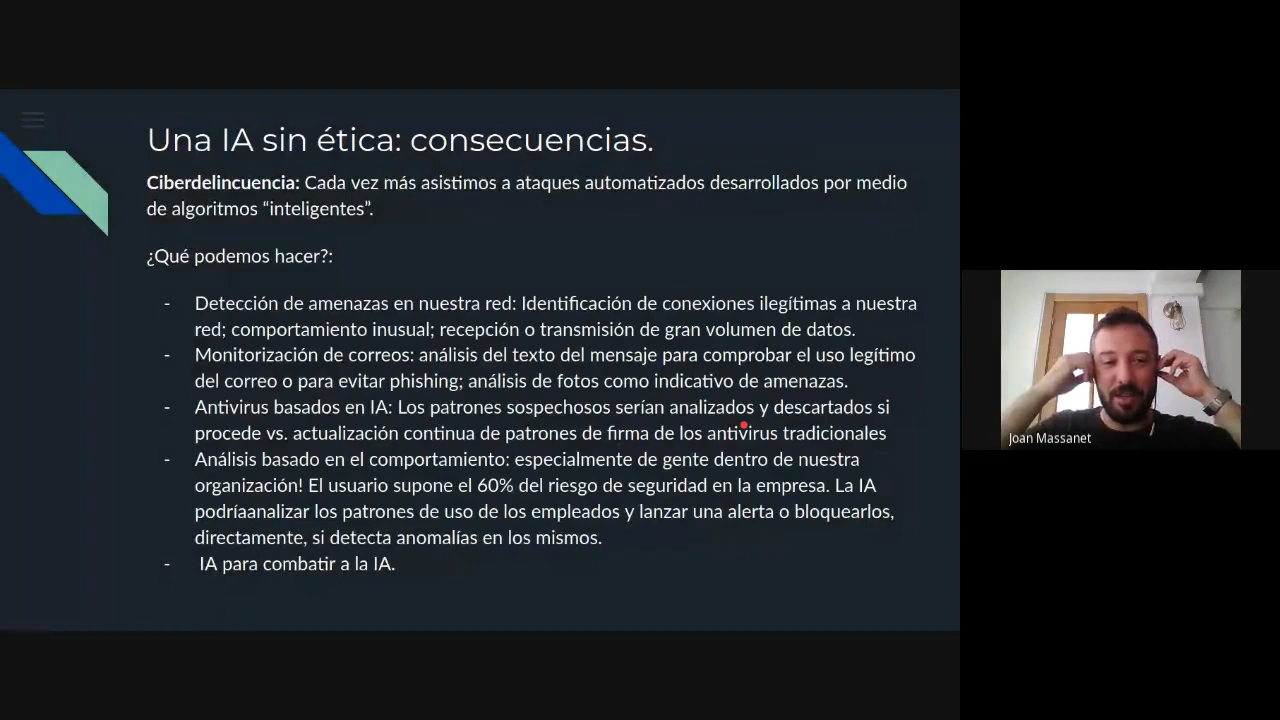 Una IA sin ética: consecuencias.
Ciberdelincuencia: Cada vez más asistimos a ataques automatizados desarrollados por medio
de algoritmos “inteligentes”.
¿Qué podemos hacer?:
- Detección de amenazas en nuestra red: Identificación de conexiones ilegítimas a nuestra
red; comportamiento inusual; recepción o transmisión de gran volumen de datos.
- Monitorización de correos: análisis del texto del mensaje para comprobar el uso legítimo
del correo o para evitar phishing; análisis de fotos como indicativo de amenazas.
- Antivirus basados en IA: Los patrones sospechosos serían analizados y descartados si
procede vs. actualización continua de patrones de firma de los antivirus tradicionales
- Análisis basado en el comportamiento: especialmente de gente dentro de nuestra
organización! El usuario supone el 60% del riesgo de seguridad en la empresa. La IA
podríaanalizar los patrones de uso de los empleados y lanzar una alerta o bloquearlos,
directamente, si detecta anomalías en los mismos.
- IA para combatir a la IA.
Joan Massanet